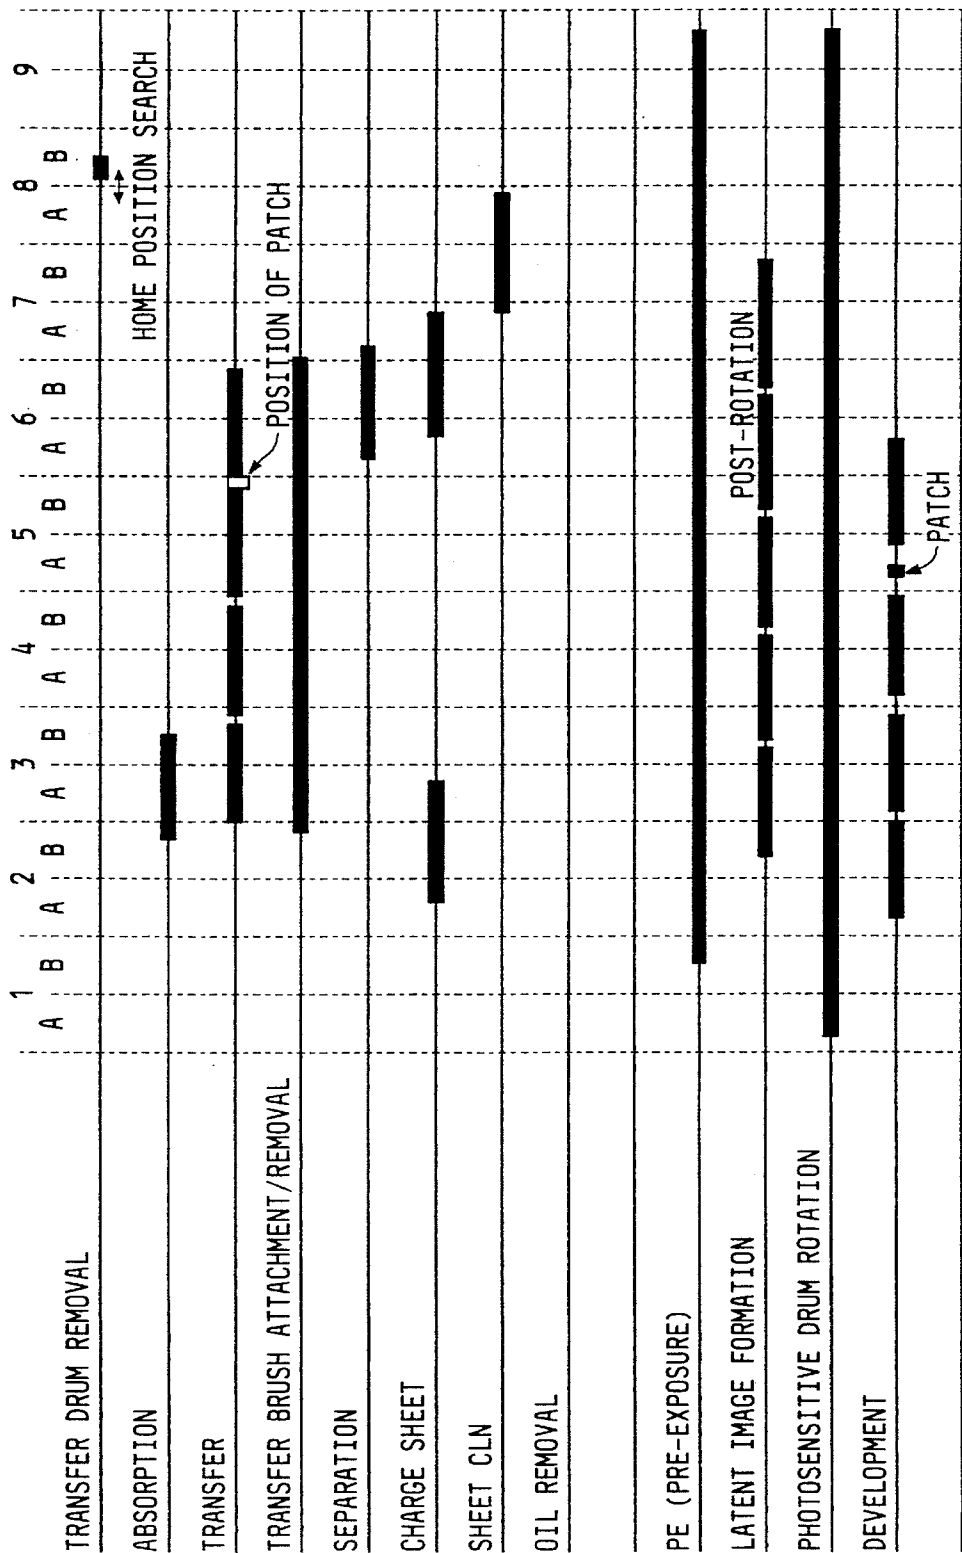 1 2 3 4 5 6 7 8 9
A B A B A B A B A B A B A B A B
TRANSFER DRUM REMOVAL
HOME POSITION SEARCH
ABSORPTION
TRANSFER
POSITION OF PATCH
TRANSFER BRUSH ATTACHMENT/REMOVAL
SEPARATION
CHARGE SHEET
SHEET CLN
OIL REMOVAL
PE (PRE-EXPOSURE)
POST-ROTATION
LATENT IMAGE FORMATION
PHOTOSENSITIVE DRUM ROTATION
DEVELOPMENT
PATCH